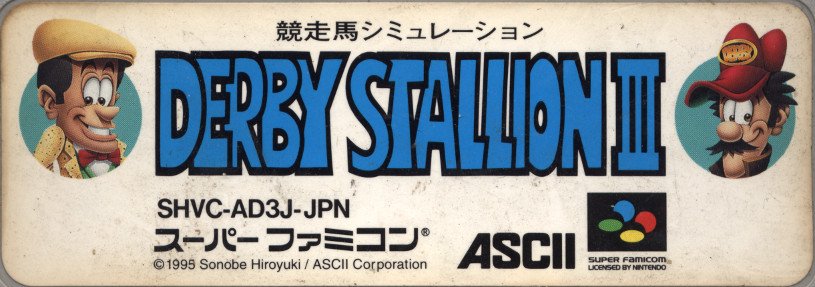 競走馬シミュレーション
DERBY STALLION III
SHVC-AD3J-JPN
スーパーファミコン®
©1995 Sonobe Hiroyuki / ASCII Corporation
ASCII
SUPER FAMICOM
LICENSED BY NINTENDO